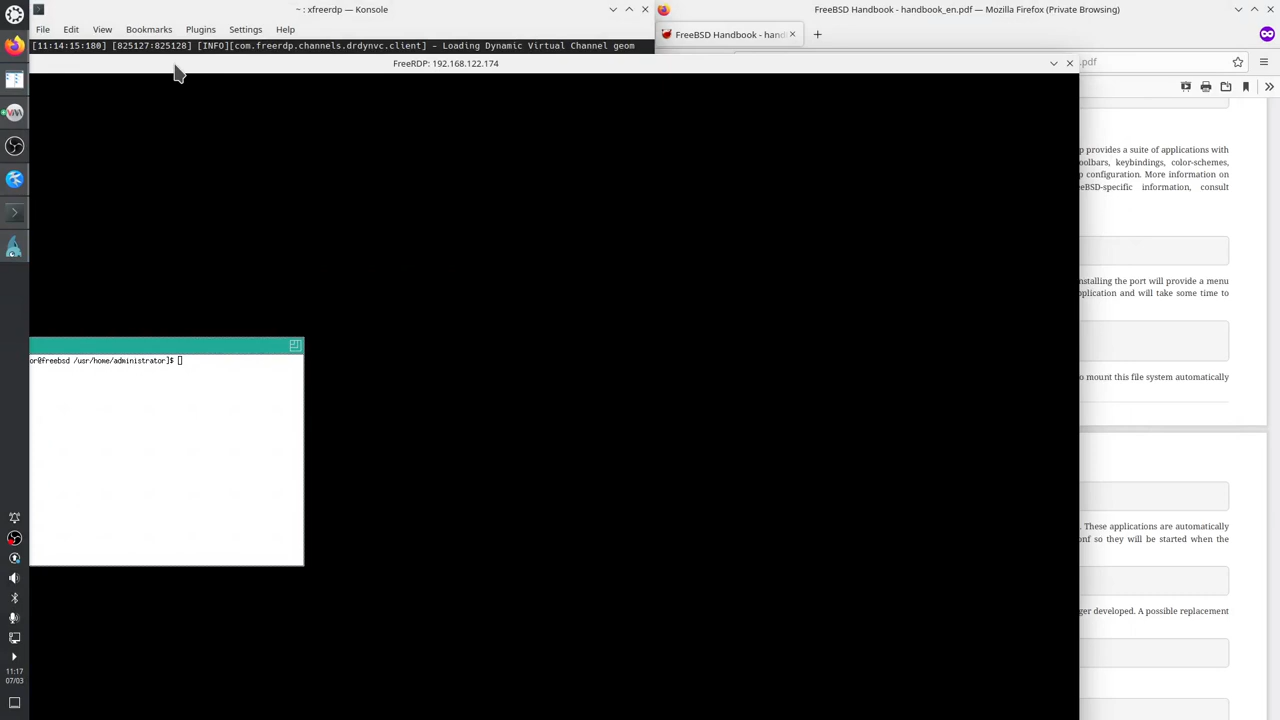 ~ : xfreerdp — Konsole
File Edit View Bookmarks Plugins Settings Help
[11:14:15:180] [825127:825128] [INFO][com.freerdp.channels.drdynvc.client] - Loading Dynamic Virtual Channel geom
FreeBSD Handbook - handbook_en.pdf — Mozilla Firefox (Private Browsing)
FreeBSD Handbook - hand
.pdf
FreeRDP: 192.168.122.174
or@freebsd /usr/home/administrator]$
p provides a suite of applications with
oolbars, keybindings, color-schemes,
p configuration. More information on
eeBSD-specific information, consult
nstalling the port will provide a menu
pplication and will take some time to
o mount this file system automatically
. These applications are automatically
onf so they will be started when the
ger developed. A possible replacement
11:17
07/03